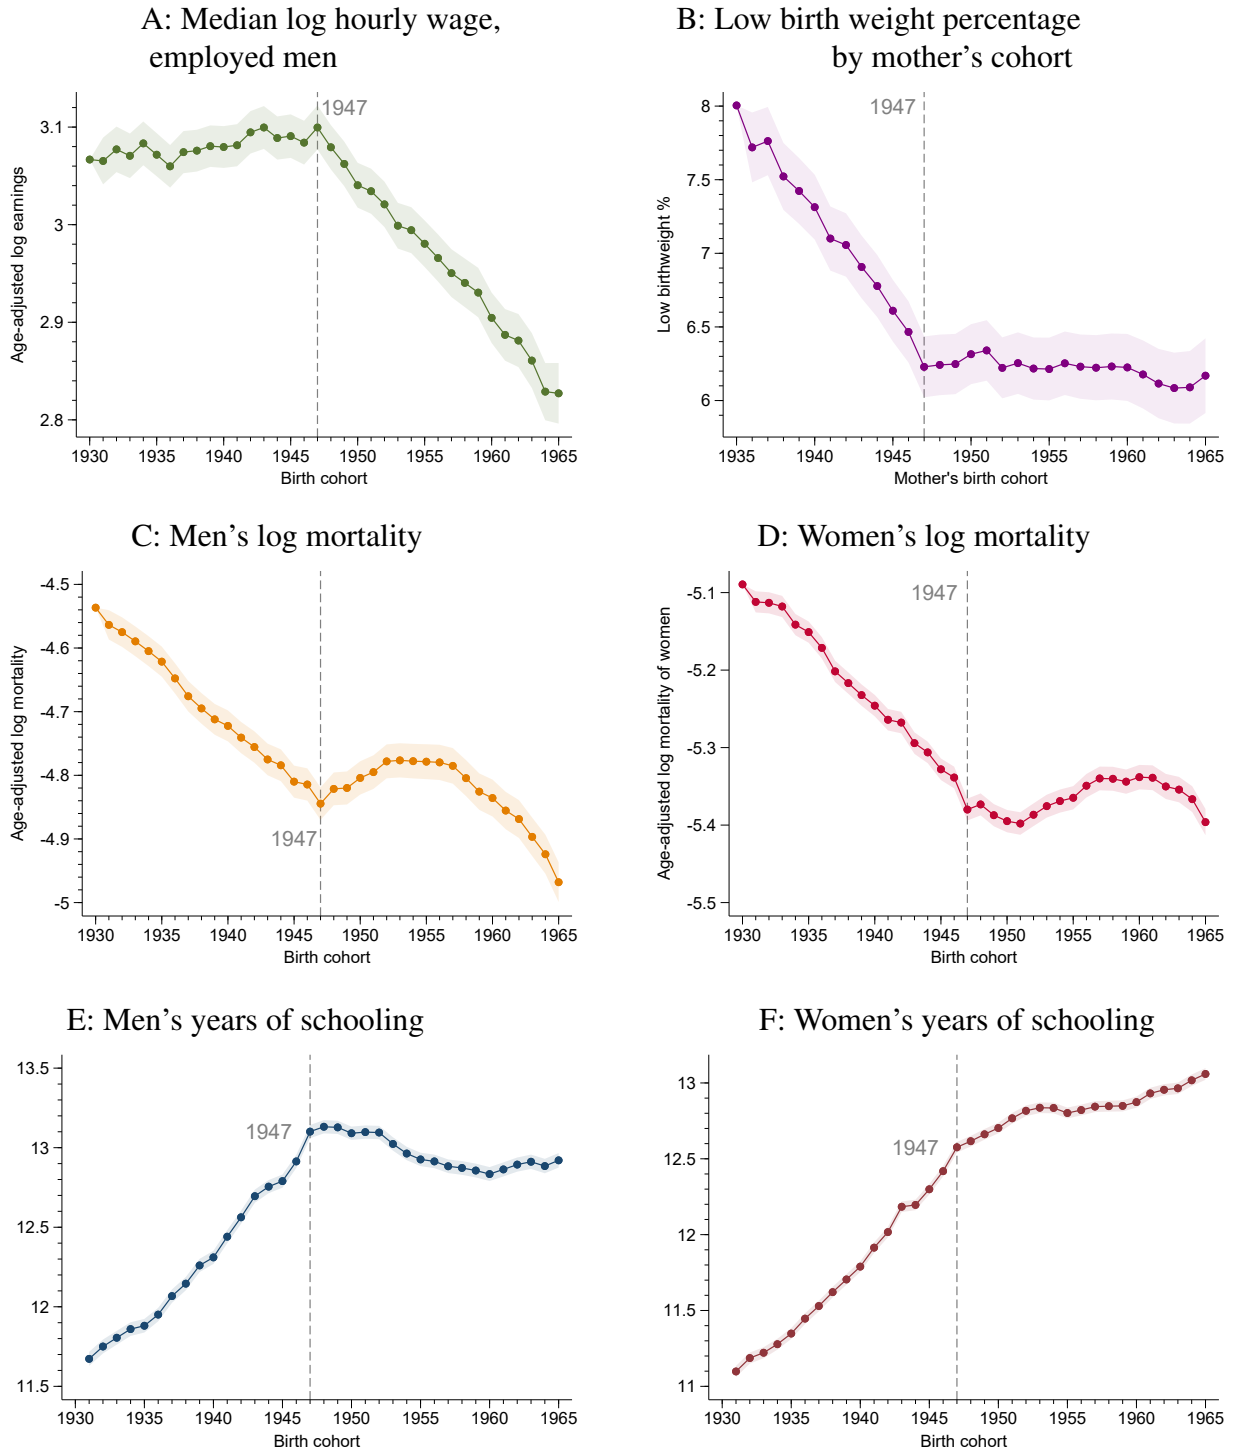 A: Median log hourly wage,
employed men
Age-adjusted log earnings
3.1
3
2.9
2.8
1947
1930 1935 1940 1945 1950 1955 1960 1965
Birth cohort
B: Low birth weight percentage
by mother's cohort
Low birthweight %
8
7.5
7
6.5
6
1947
1935 1940 1945 1950 1955 1960 1965
Mother's birth cohort
C: Men's log mortality
Age-adjusted log mortality
-4.5
-4.6
-4.7
-4.8
-4.9
-5
1947
1930 1935 1940 1945 1950 1955 1960 1965
Birth cohort
D: Women's log mortality
Age-adjusted log mortality of women
-5.1
-5.2
-5.3
-5.4
-5.5
1947
1930 1935 1940 1945 1950 1955 1960 1965
Birth cohort
E: Men's years of schooling
13.5
13
12.5
12
11.5
1947
1930 1935 1940 1945 1950 1955 1960 1965
Birth cohort
F: Women's years of schooling
13
12.5
12
11.5
11
1947
1930 1935 1940 1945 1950 1955 1960 1965
Birth cohort